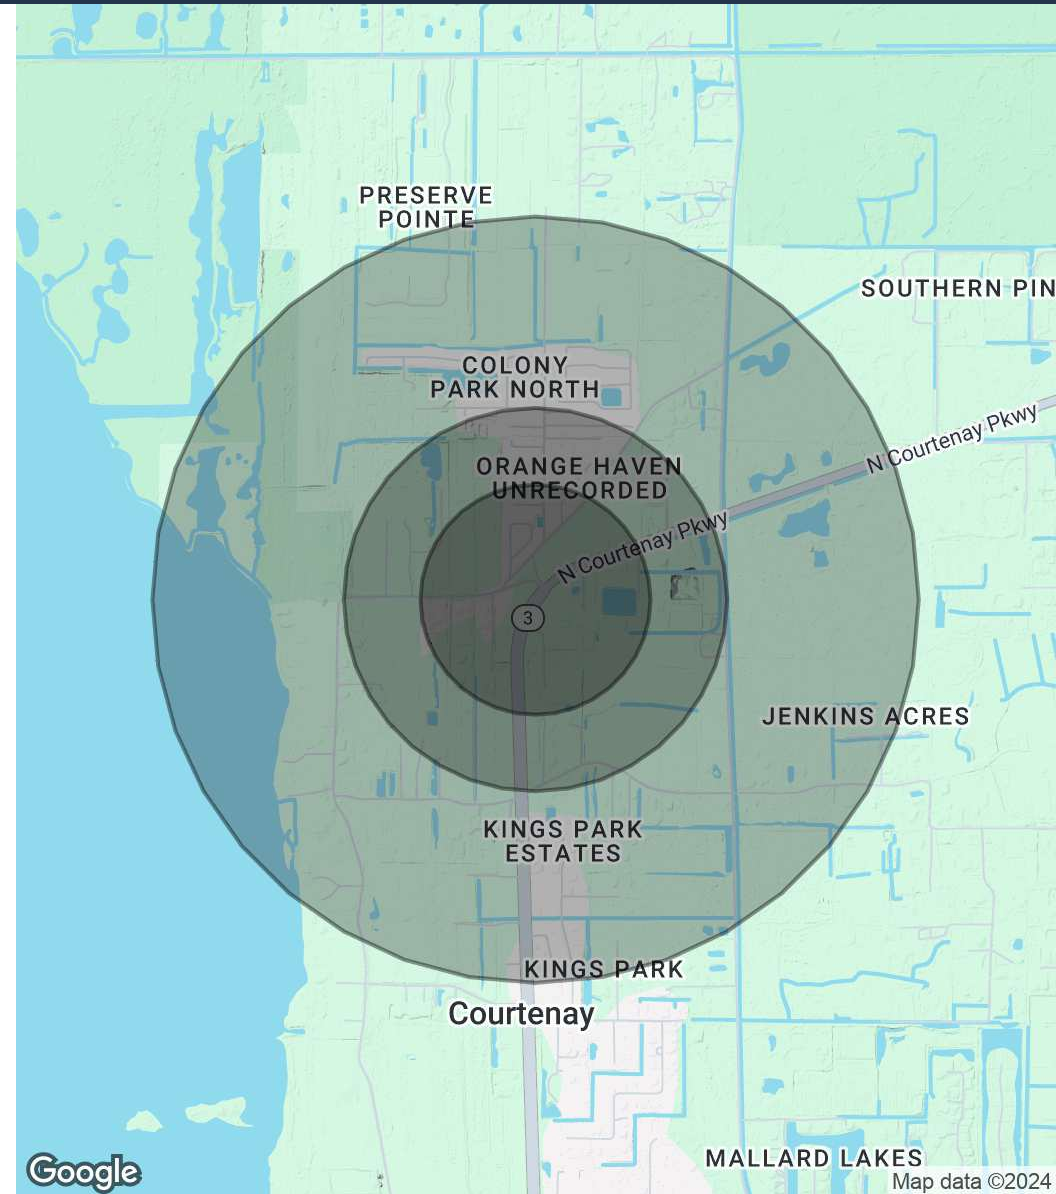 PRESERVE
POINTE
SOUTHERN PIN
COLONY
PARK NORTH
N Courtenay Pkwy
ORANGE HAVEN
UNRECORDED
N Courtenay Pkwy
3
JENKINS ACRES
KINGS PARK
ESTATES
KINGS PARK
Courtenay
MALLARD LAKES
Google
Map data ©2024